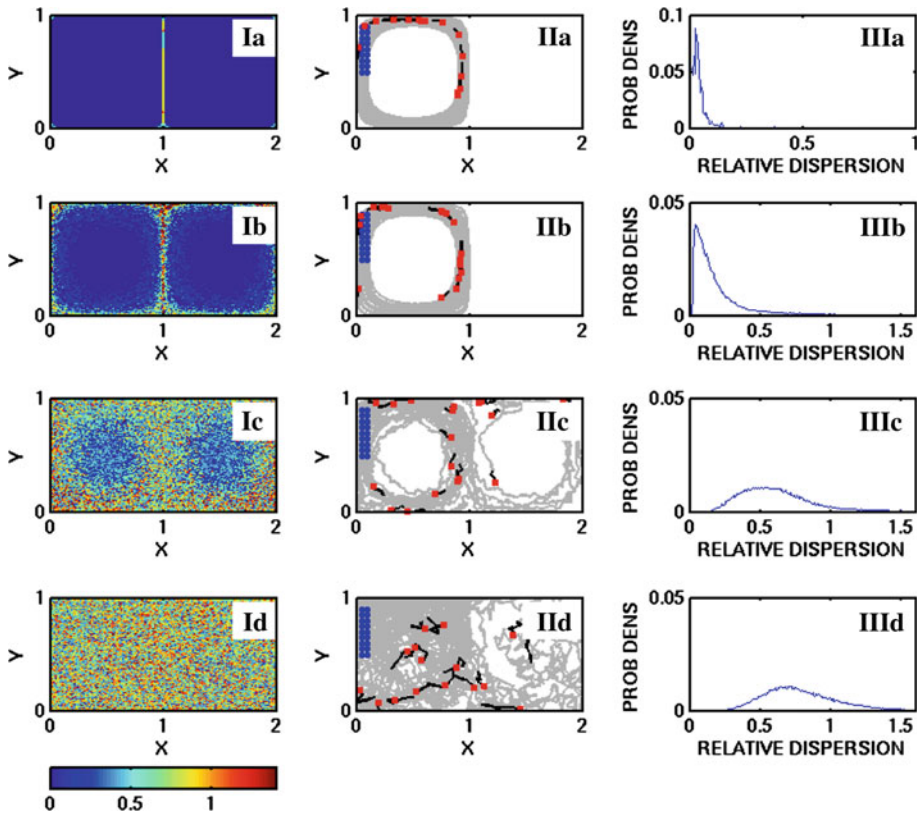 1 Ia
Y
0
0 1 2
X
1 IIa
Y
0
0 1 2
X
0.1 IIIa
PROB DENS
0.05
0
0 0.5 1
RELATIVE DISPERSION
1 Ib
Y
0
0 1 2
X
1 IIb
Y
0
0 1 2
X
0.05 IIIb
PROB DENS
0
0 0.5 1 1.5
RELATIVE DISPERSION
1 Ic
Y
0
0 1 2
X
1 IIc
Y
0
0 1 2
X
0.05 IIIc
PROB DENS
0
0 0.5 1 1.5
RELATIVE DISPERSION
1 Id
Y
0
0 1 2
X
1 IId
Y
0
0 1 2
X
0.05 IIId
PROB DENS
0
0 0.5 1 1.5
RELATIVE DISPERSION
0 0.5 1